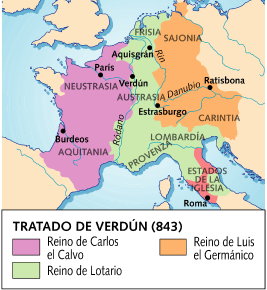 FRISIA
SAJONIA
Aquisgrán
Rin
París
Verdún
Ratisbona
NEUSTRASIA
AUSTRASIA
Danubio
Estrasburgo
CARINTIA
Burdeos
Ródano
LOMBARDÍA
AQUITANIA
PROVENZA
ESTADOS
DE LA
IGLESIA
Roma
TRATADO DE VERDÚN (843)
Reino de Carlos
el Calvo
Reino de Lotario
Reino de Luis
el Germánico